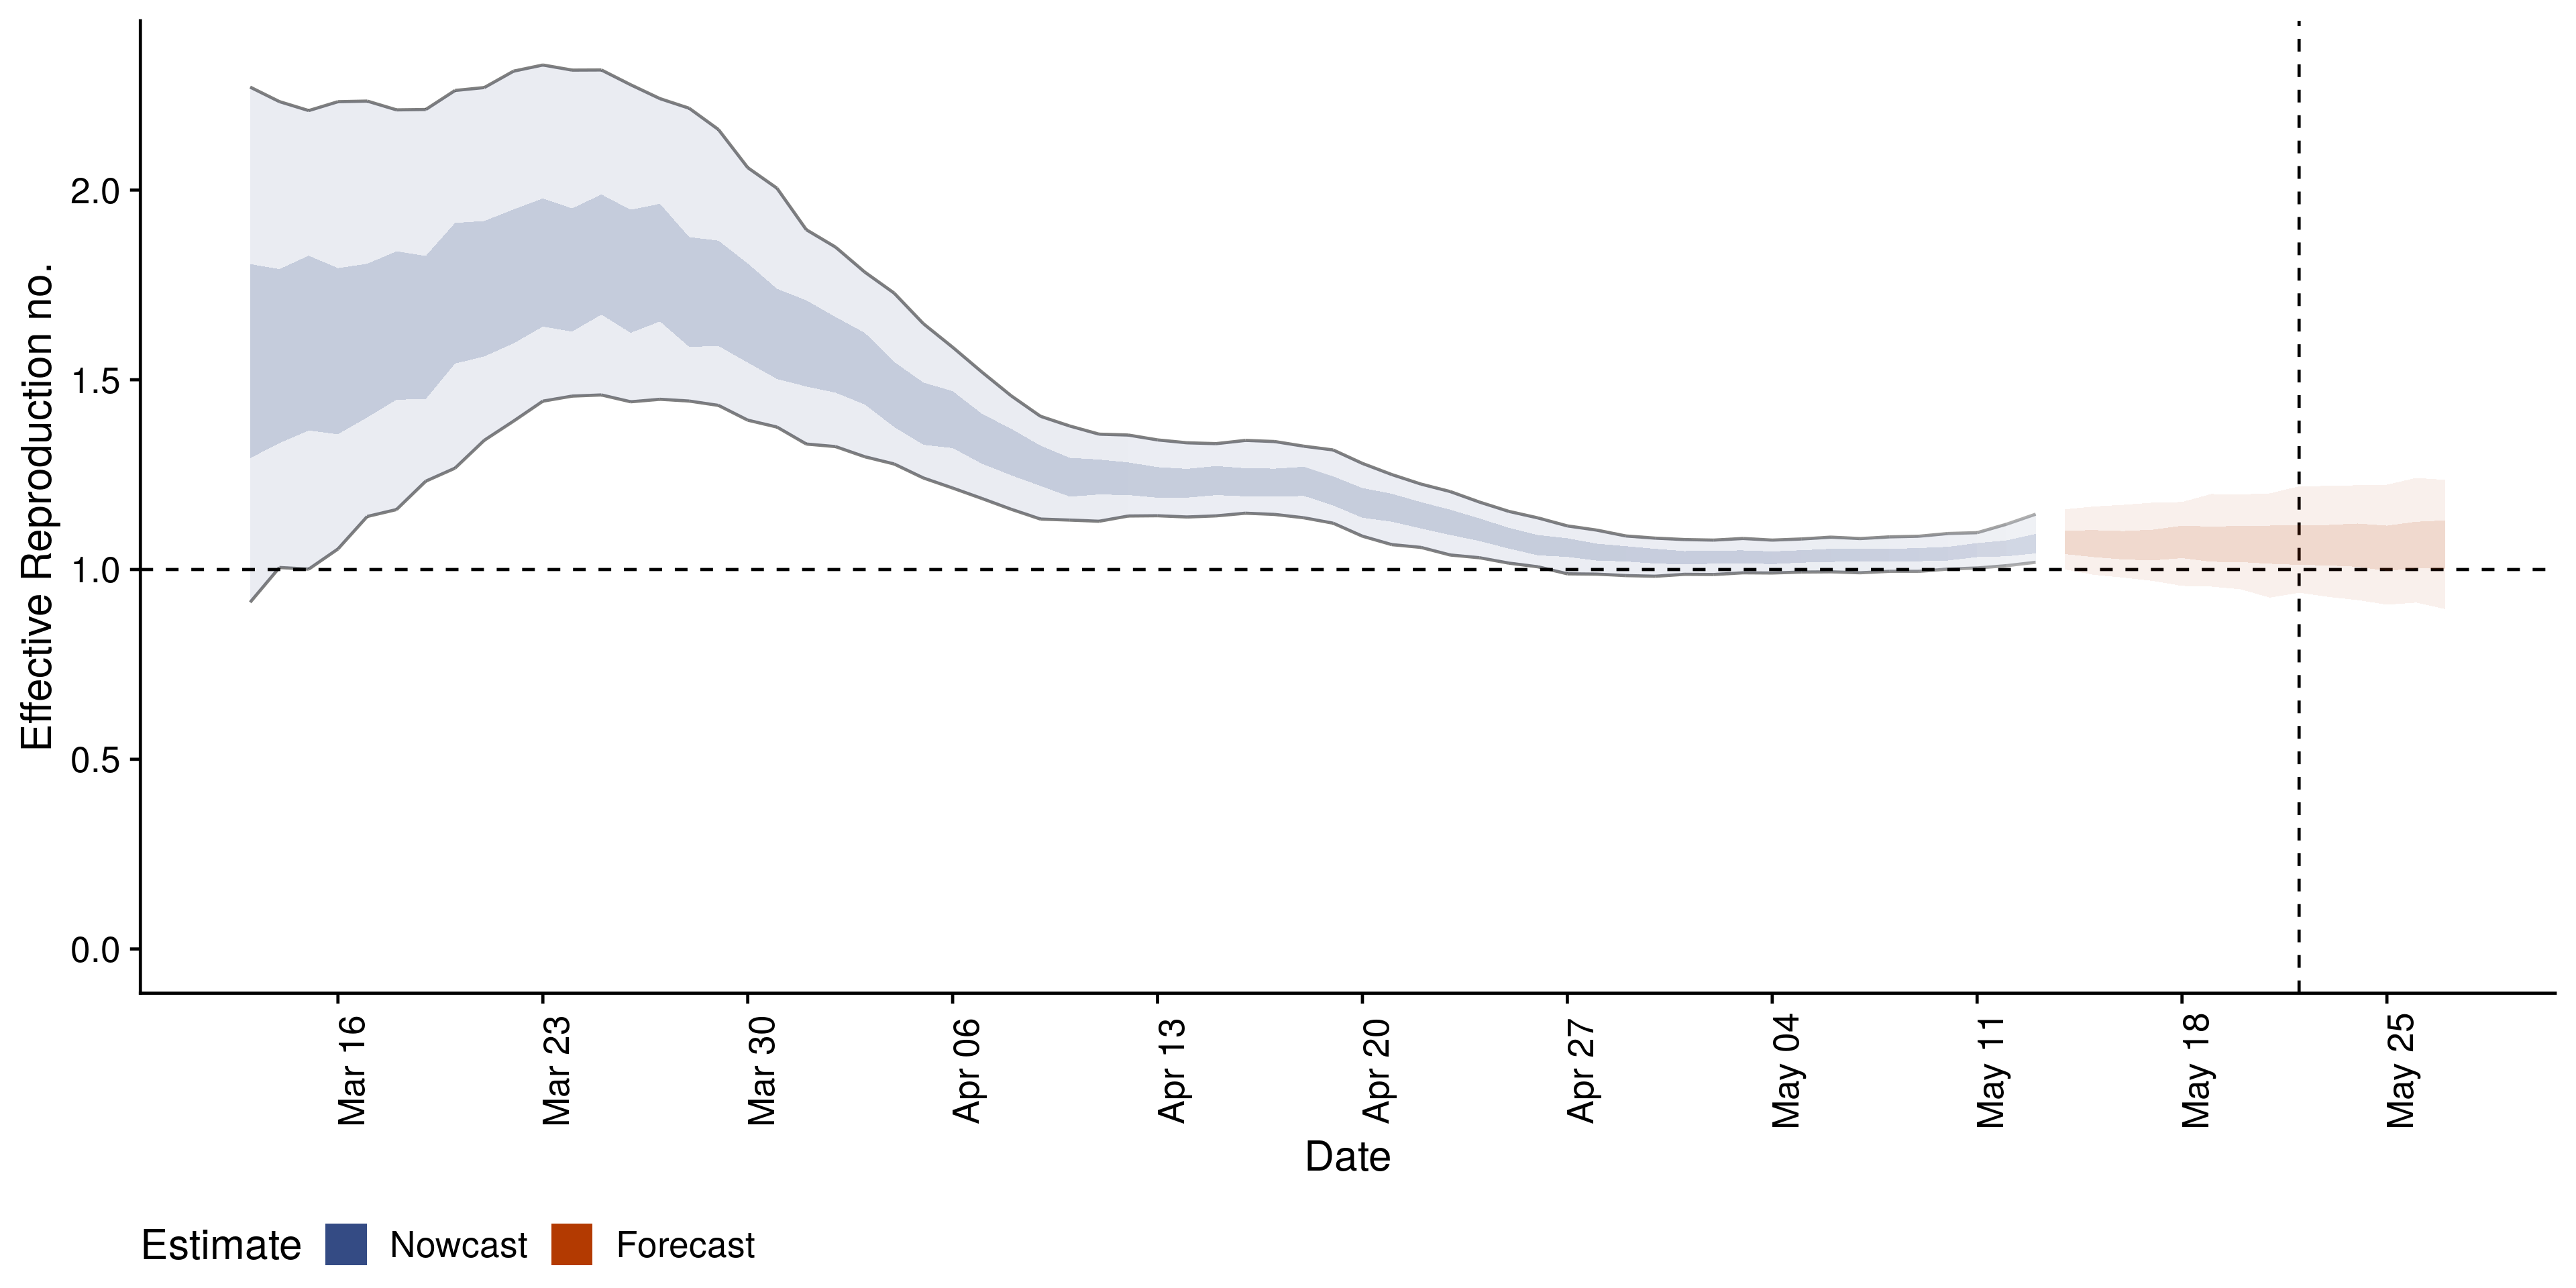 Effective Reproduction no.
2.0
1.5
1.0
0.5
0.0
Mar 16
Mar 23
Mar 30
Apr 06
Apr 13
Apr 20
Apr 27
May 04
May 11
May 18
May 25
Date
Estimate Nowcast Forecast